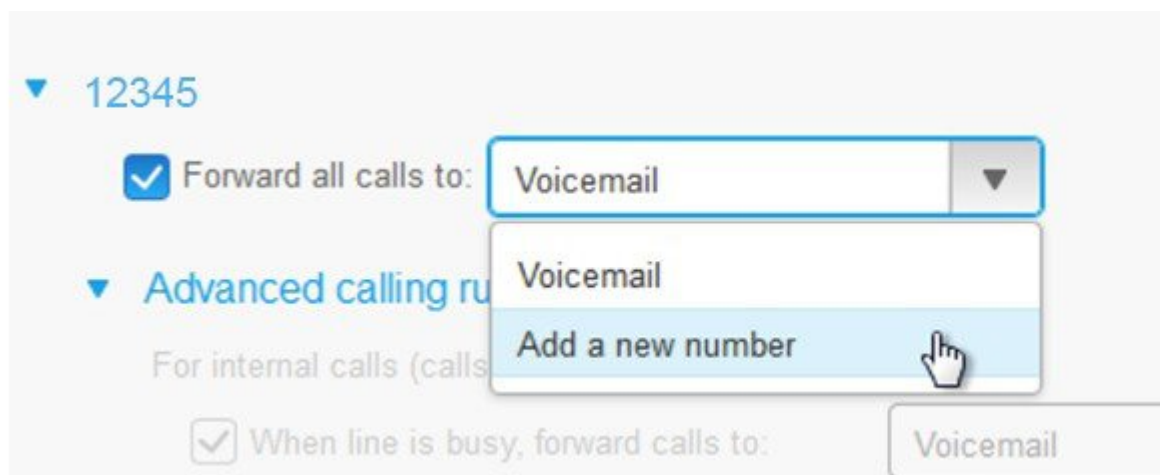 12345
Forward all calls to: Voicemail
Voicemail
Advanced calling ru
Add a new number
For internal calls (calls
When line is busy, forward calls to: Voicemail